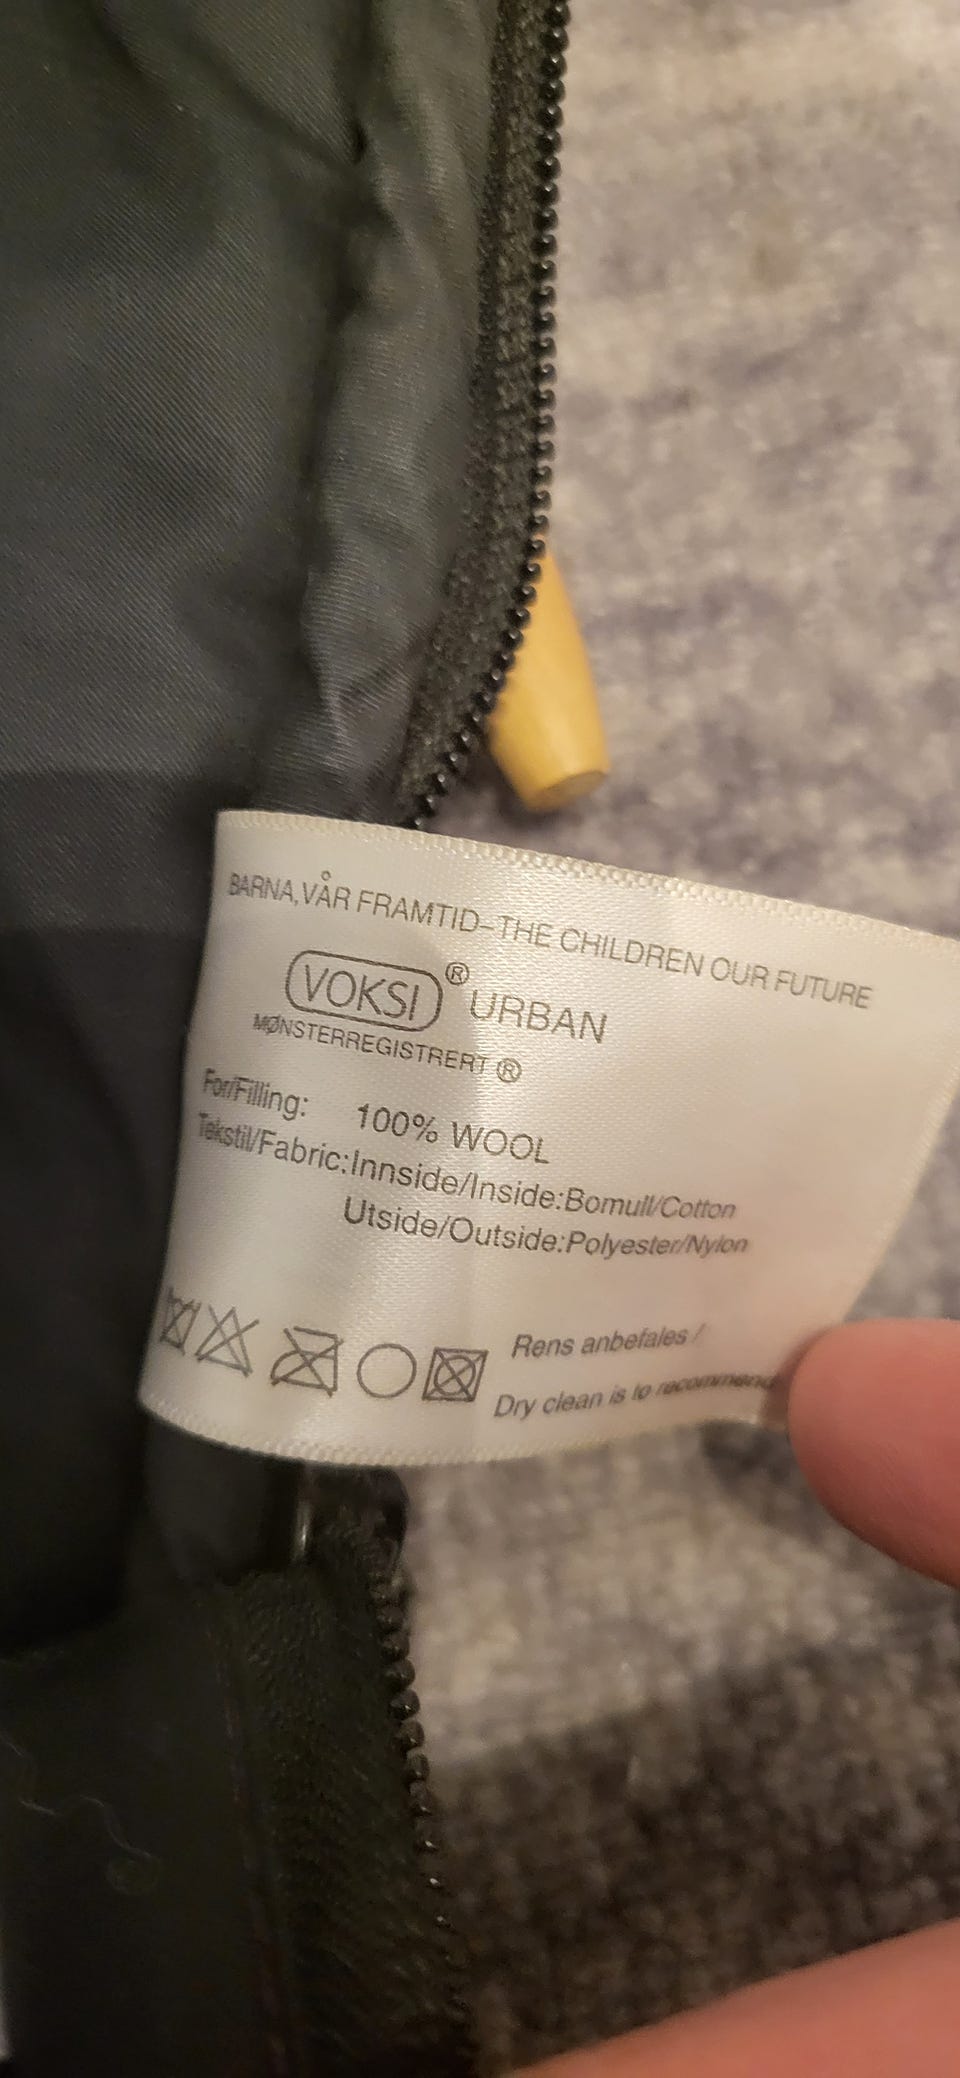 BARNA,VÅR FRAMTID-THE CHILDREN OUR FUTURE
VOKSI® URBAN
MØNSTERREGISTRERT ®
For/Filling: 100% WOOL
Tekstil/Fabric:Innside/Inside:Bomull/Cotton
Utside/Outside:Polyester/Nylon
Rens anbefales /
Dry clean is to recommend